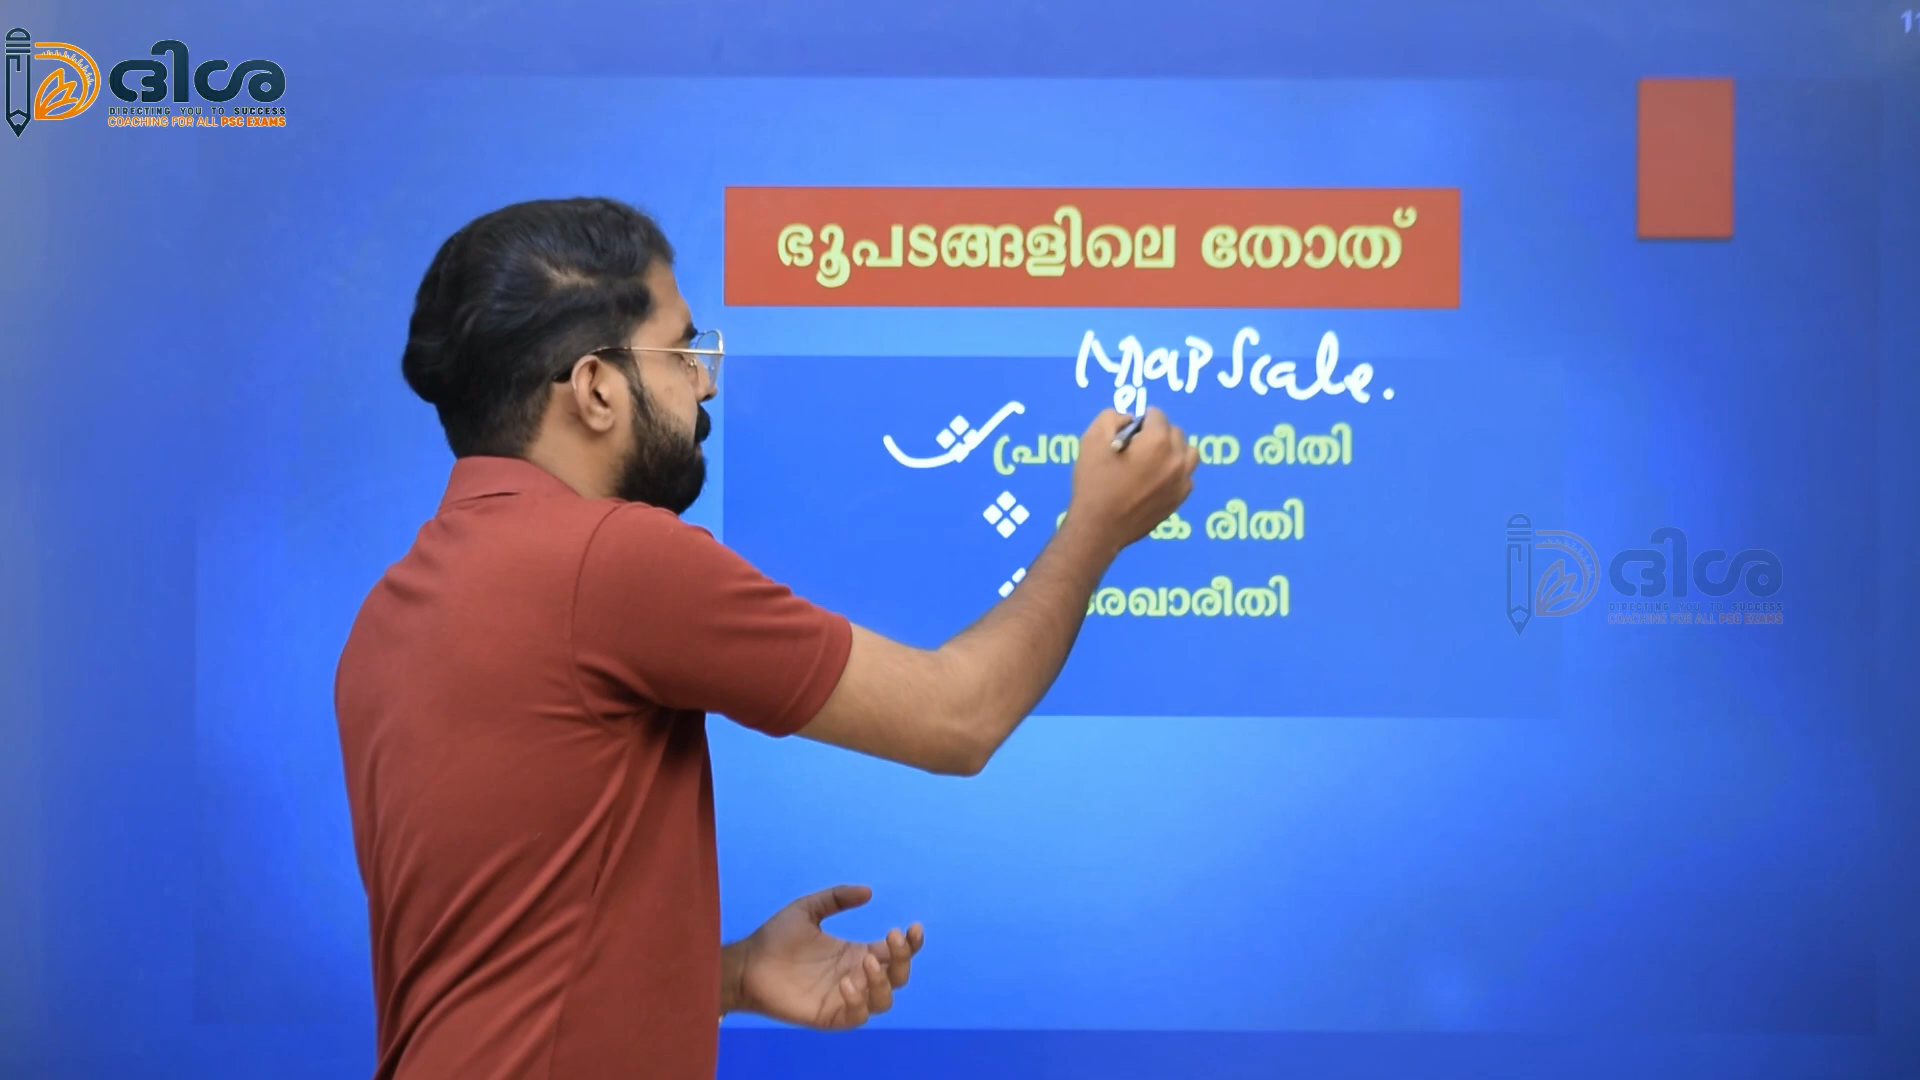 ദിശ
DIRECTING YOU TO SUCCESS
COACHING FOR ALL PSC EXAMS
ഭൂപടങ്ങളിലെ തോത്
Map Scale.
രീതി
രീതി
രേഖാരീതി
ദിശ
DIRECTING YOU TO SUCCESS
COACHING FOR ALL PSC EXAMS